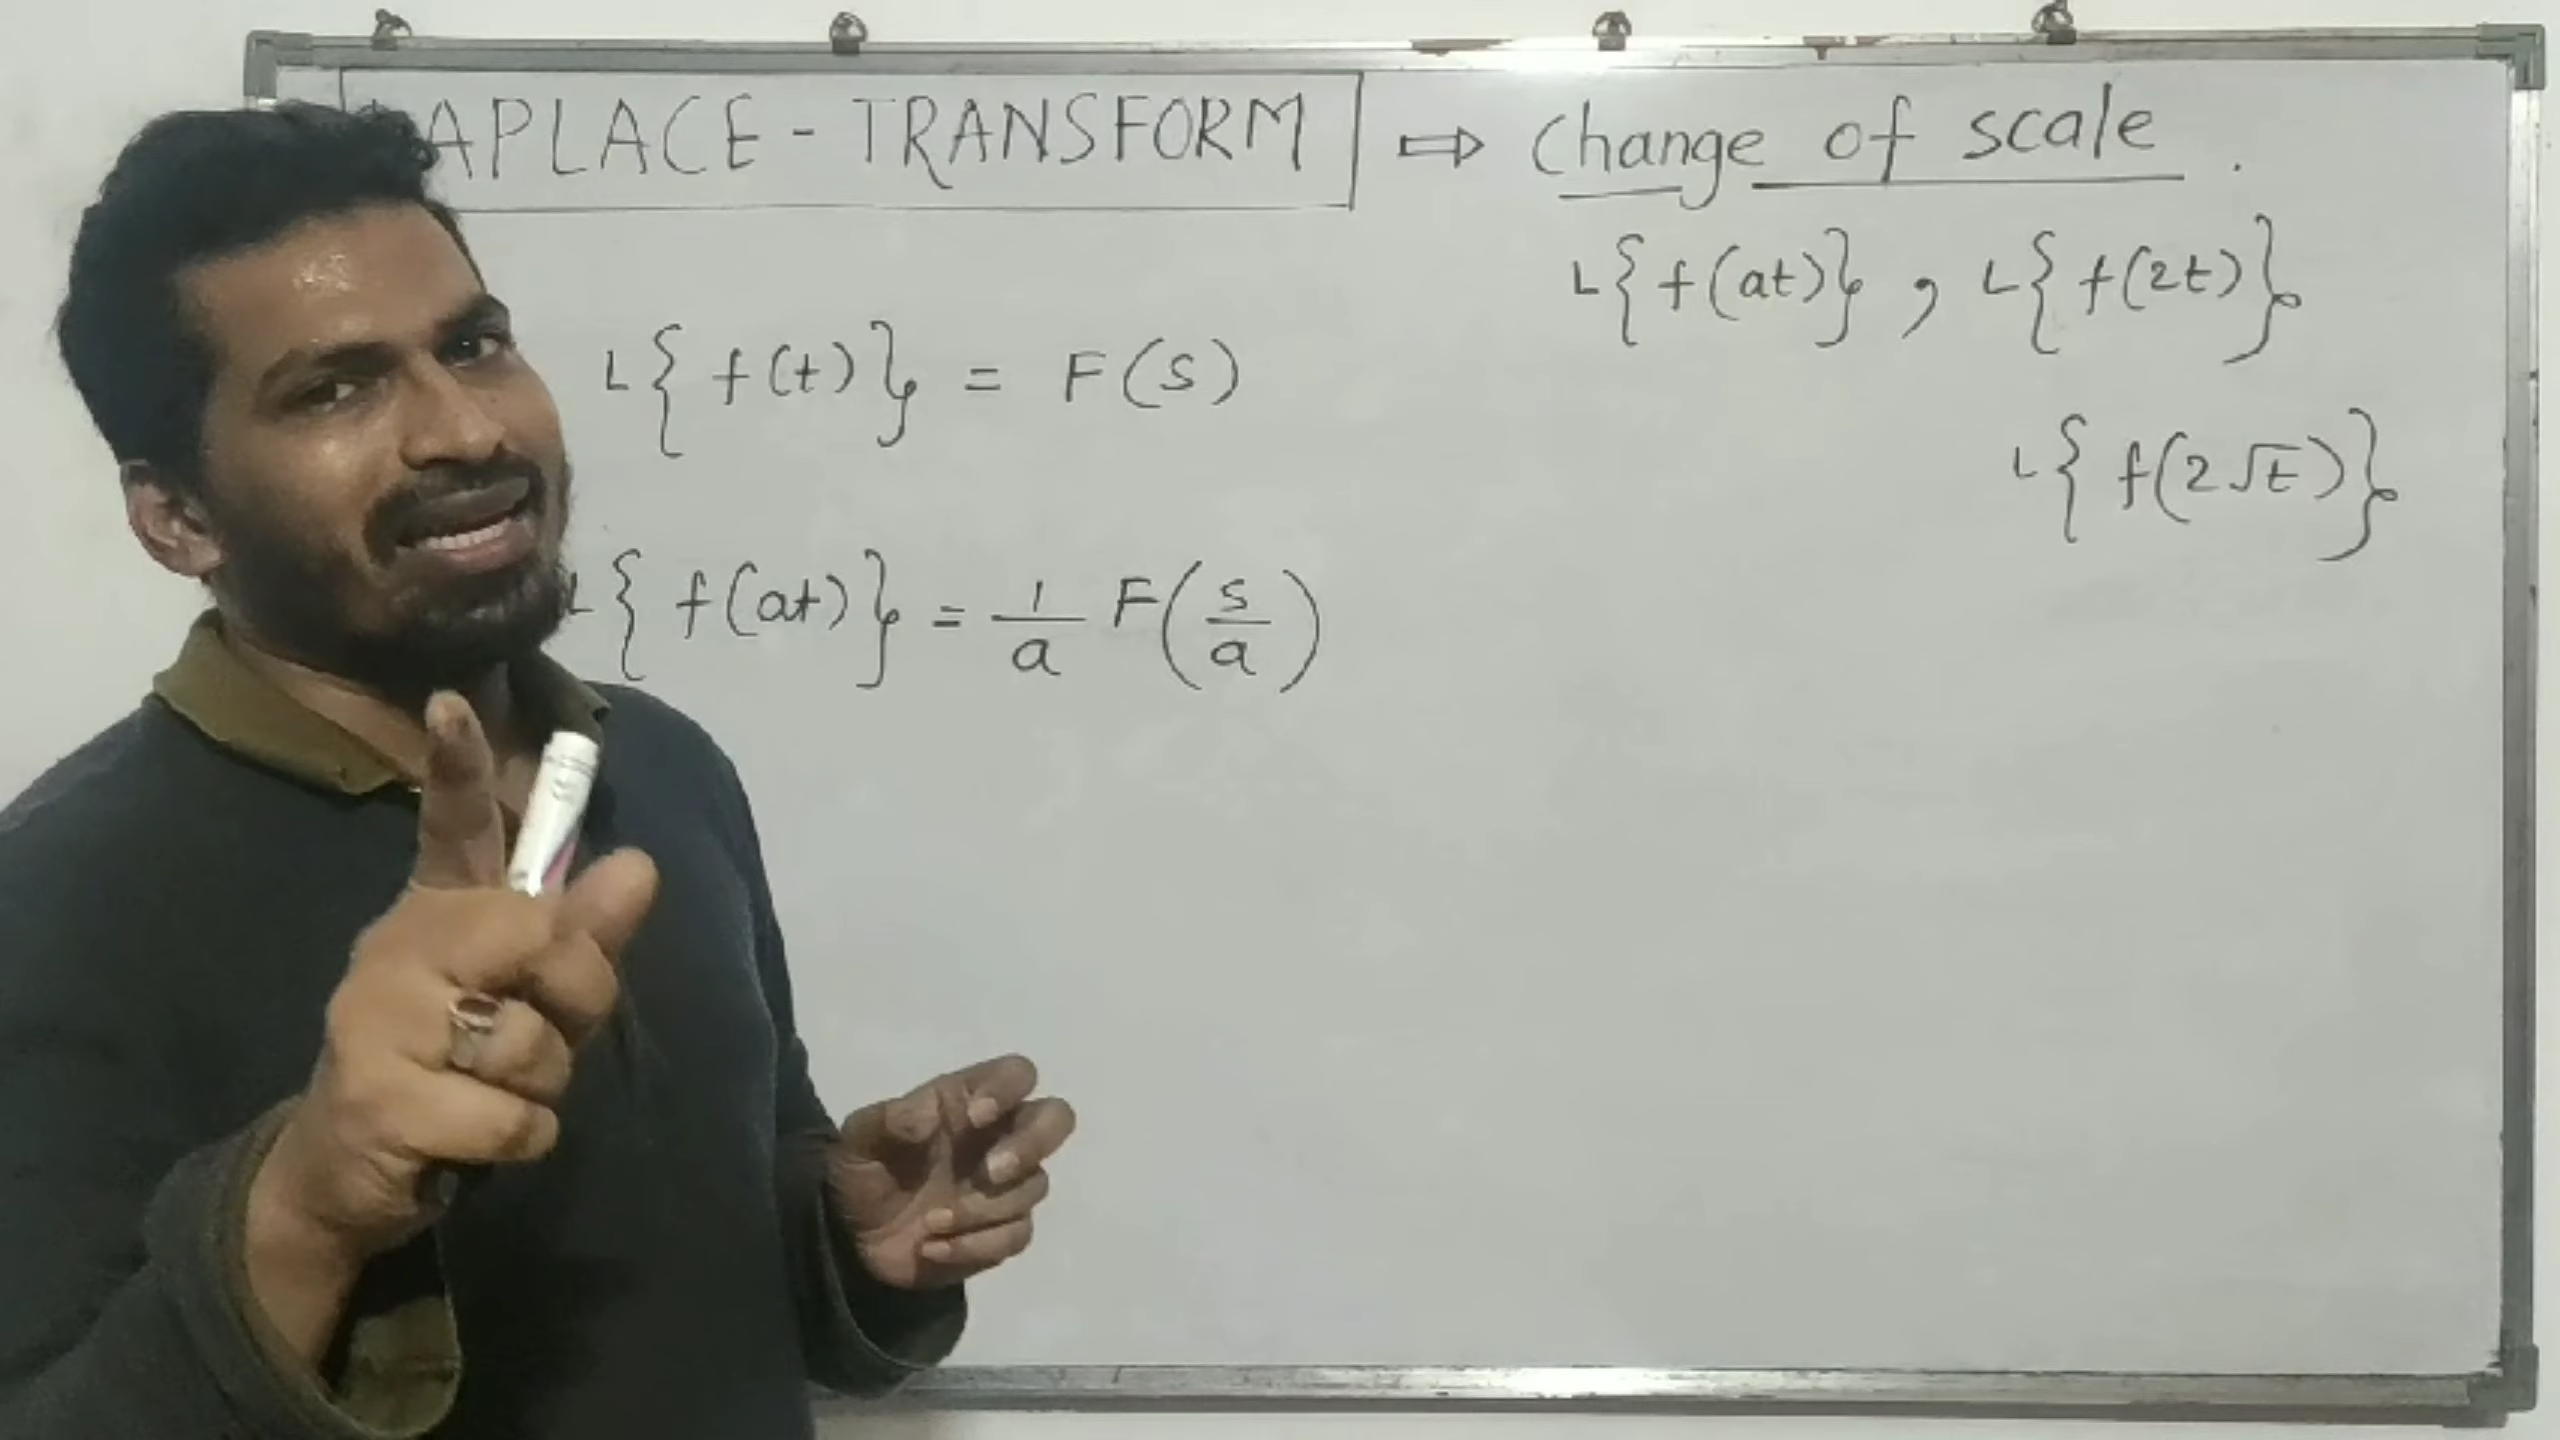 APLACE - TRANSFORM ⇨ Change of scale .
L{ f(at)} , L{ f(2t)}
L{ f(t)} = F(s)
L{ f(2√t)}
L{ f(at)} = 1/a F(s/a)